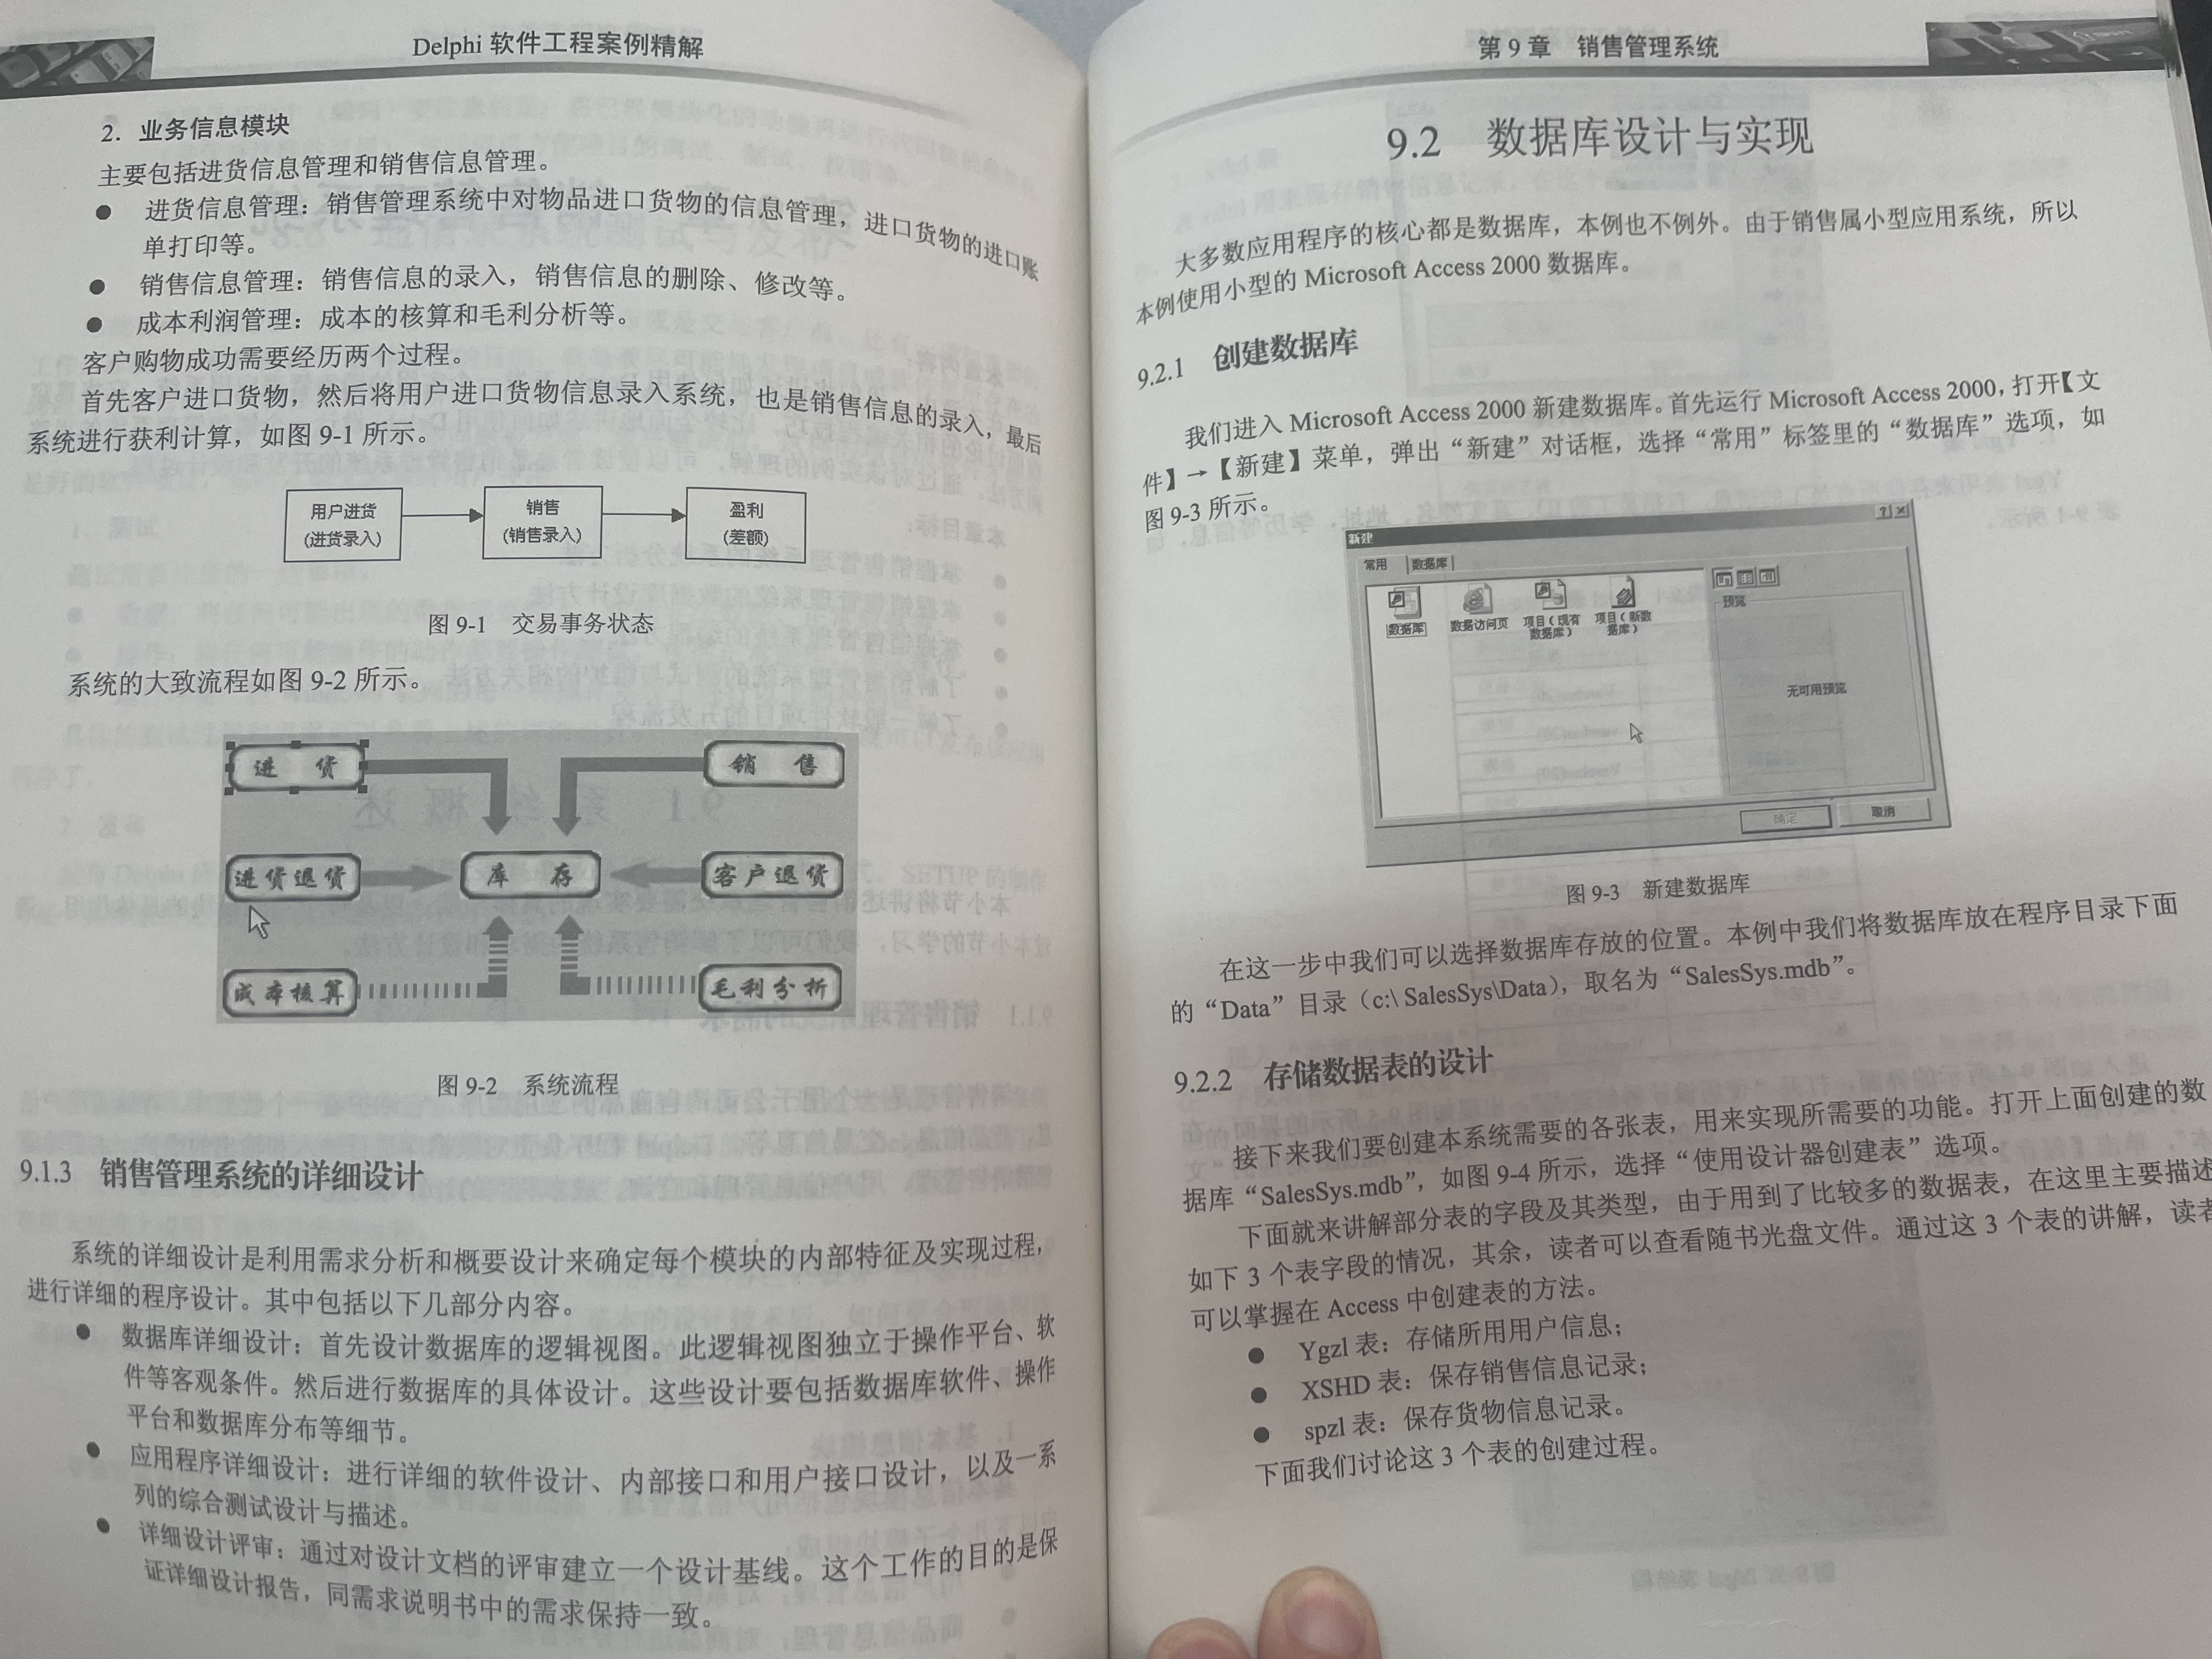 Delphi 软件工程案例精解
2. 业务信息模块
主要包括进货信息管理和销售信息管理。
● 进货信息管理：销售管理系统中对物品进口货物的信息管理，进口货物的进口账
单打印等。
● 销售信息管理：销售信息的录入，销售信息的删除、修改等。
● 成本利润管理：成本的核算和毛利分析等。
客户购物成功需要经历两个过程。
首先客户进口货物，然后将用户进口货物信息录入系统，也是销售信息的录入，最后
系统进行获利计算，如图 9-1 所示。
用户进货
(进货录入)
销售
(销售录入)
盈利
(差额)
图 9-1 交易事务状态
系统的大致流程如图 9-2 所示。
进 货
销 售
进货退货
库 存
客户退货
成本核算
毛利分析
图 9-2 系统流程
9.1.3 销售管理系统的详细设计
系统的详细设计是利用需求分析和概要设计来确定每个模块的内部特征及实现过程，
进行详细的程序设计。其中包括以下几部分内容。
● 数据库详细设计：首先设计数据库的逻辑视图。此逻辑视图独立于操作平台、软
件等客观条件。然后进行数据库的具体设计。这些设计要包括数据库软件、操作
平台和数据库分布等细节。
● 应用程序详细设计：进行详细的软件设计、内部接口和用户接口设计，以及一系
列的综合测试设计与描述。
● 详细设计评审：通过对设计文档的评审建立一个设计基线。这个工作的目的是保
证详细设计报告，同需求说明书中的需求保持一致。
第 9 章 销售管理系统
9.2 数据库设计与实现
大多数应用程序的核心都是数据库，本例也不例外。由于销售属小型应用系统，所以
本例使用小型的 Microsoft Access 2000 数据库。
9.2.1 创建数据库
我们进入 Microsoft Access 2000 新建数据库。首先运行 Microsoft Access 2000，打开【文
件】→【新建】菜单，弹出“新建”对话框，选择“常用”标签里的“数据库”选项，如
图 9-3 所示。
新建
常用 数据库
数据库
数据访问页
项目(现有
数据库)
项目(新数
据库)
预览
无可用预览
确定
取消
图 9-3 新建数据库
在这一步中我们可以选择数据库存放的位置。本例中我们将数据库放在程序目录下面
的“Data”目录（c:\ SalesSys\Data），取名为“SalesSys.mdb”。
9.2.2 存储数据表的设计
接下来我们要创建本系统需要的各张表，用来实现所需要的功能。打开上面创建的数
据库“SalesSys.mdb”，如图 9-4 所示，选择“使用设计器创建表”选项。
下面就来讲解部分表的字段及其类型，由于用到了比较多的数据表，在这里主要描述
如下 3 个表字段的情况，其余，读者可以查看随书光盘文件。通过这 3 个表的讲解，读者
可以掌握在 Access 中创建表的方法。
● Ygzl 表：存储所用用户信息；
● XSHD 表：保存销售信息记录；
● spzl 表：保存货物信息记录。
下面我们讨论这 3 个表的创建过程。